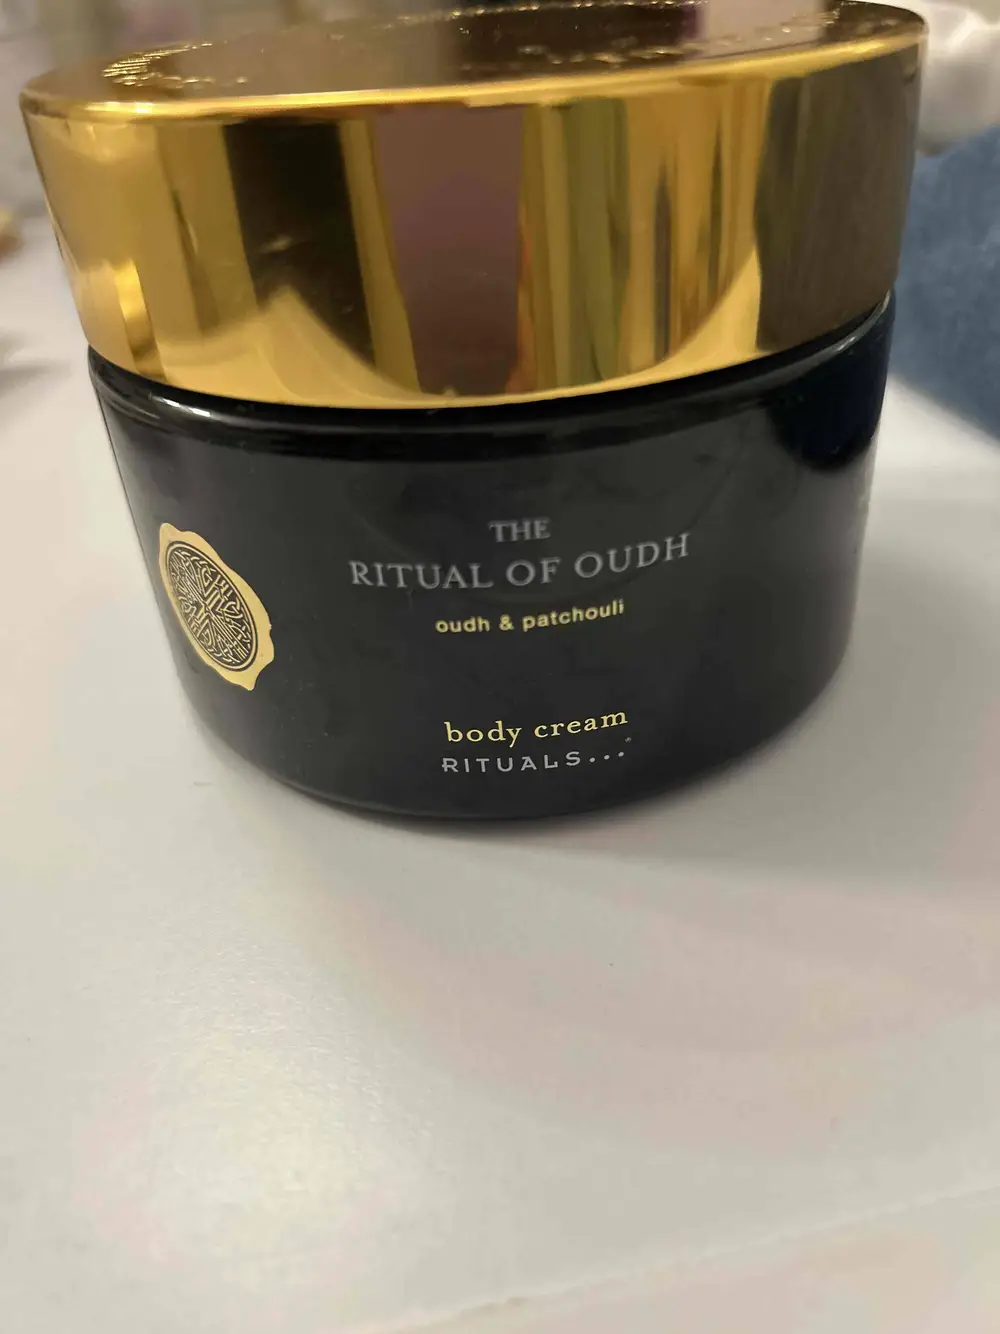 THE
RITUAL OF OUDH
oudh & patchouli
body cream
RITUALS...